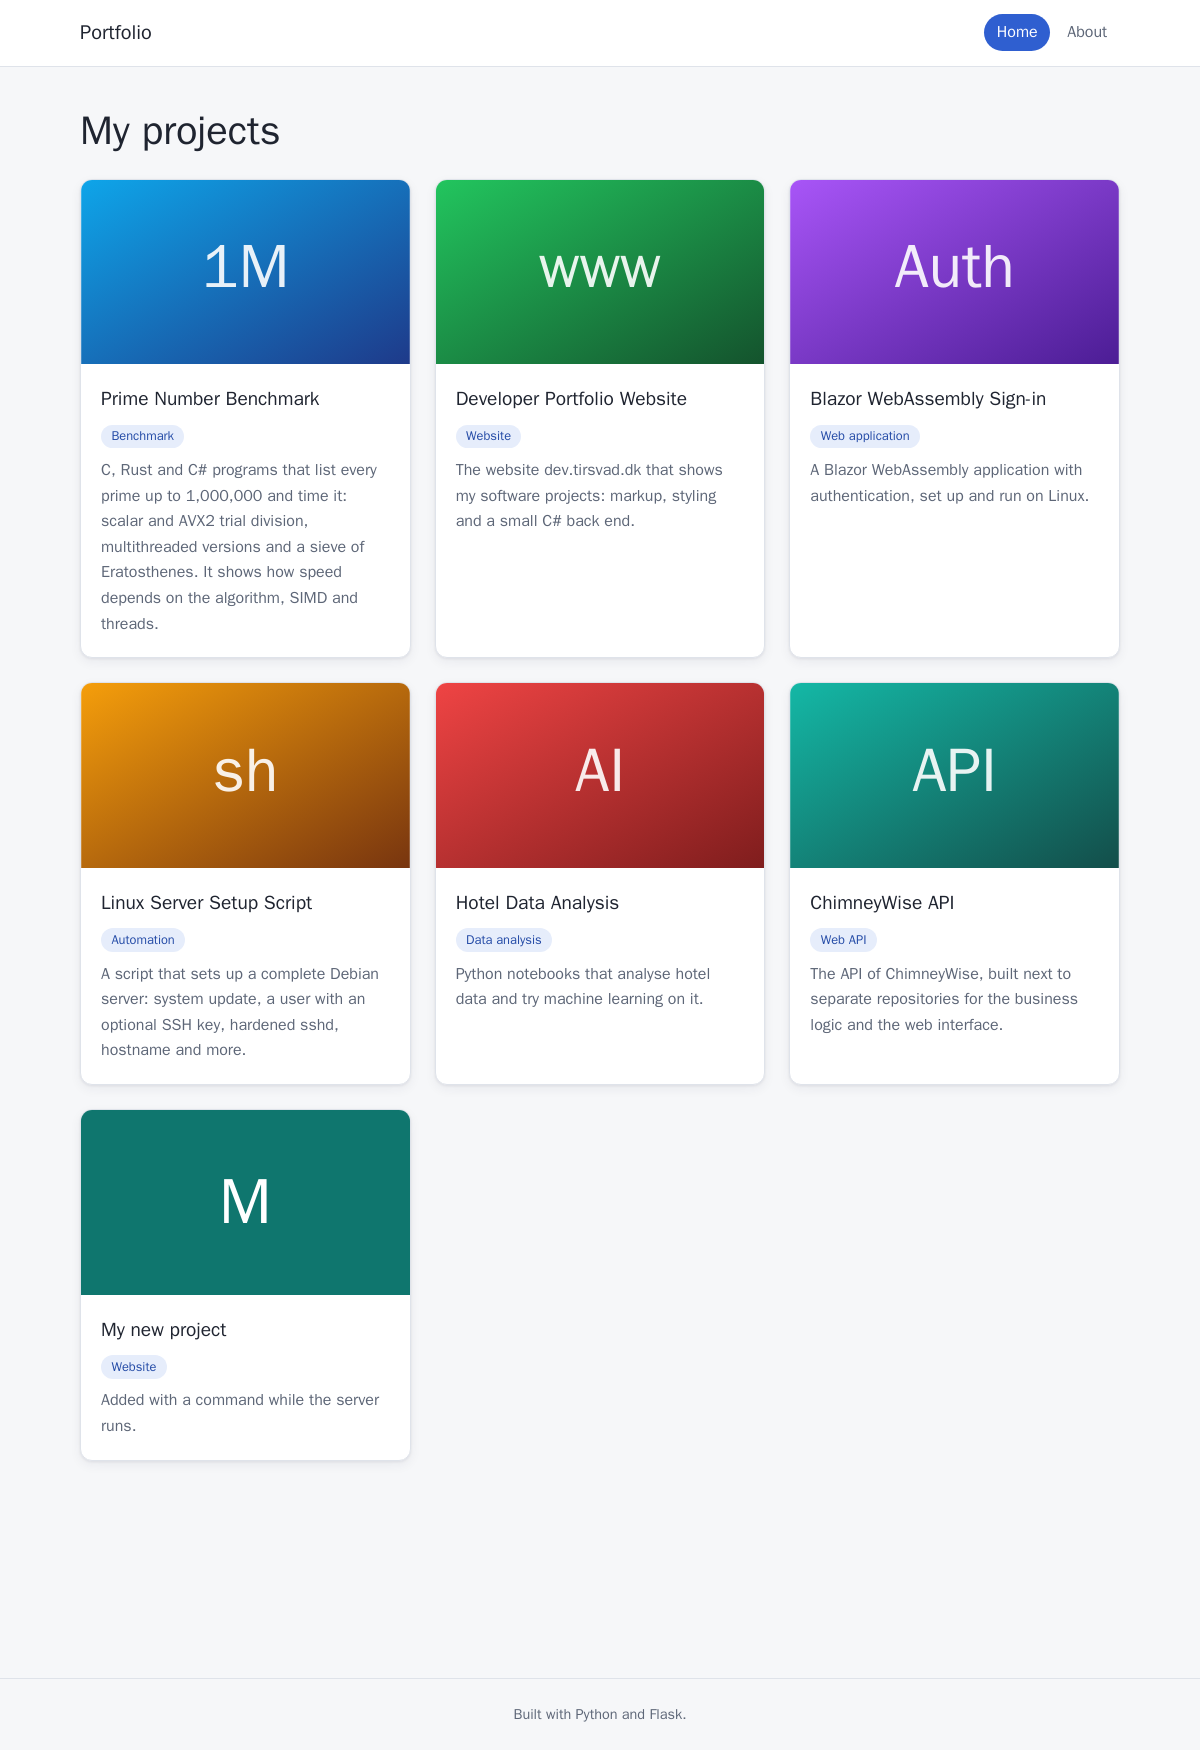 Portfolio
Home
About
My projects
1M
Prime Number Benchmark
Benchmark
C, Rust and C# programs that list every
prime up to 1,000,000 and time it:
scalar and AVX2 trial division,
multithreaded versions and a sieve of
Eratosthenes. It shows how speed
depends on the algorithm, SIMD and
threads.
www
Developer Portfolio Website
Website
The website dev.tirsvad.dk that shows
my software projects: markup, styling
and a small C# back end.
Auth
Blazor WebAssembly Sign-in
Web application
A Blazor WebAssembly application with
authentication, set up and run on Linux.
sh
Linux Server Setup Script
Automation
A script that sets up a complete Debian
server: system update, a user with an
optional SSH key, hardened sshd,
hostname and more.
AI
Hotel Data Analysis
Data analysis
Python notebooks that analyse hotel
data and try machine learning on it.
API
ChimneyWise API
Web API
The API of ChimneyWise, built next to
separate repositories for the business
logic and the web interface.
M
My new project
Website
Added with a command while the server
runs.
Built with Python and Flask.